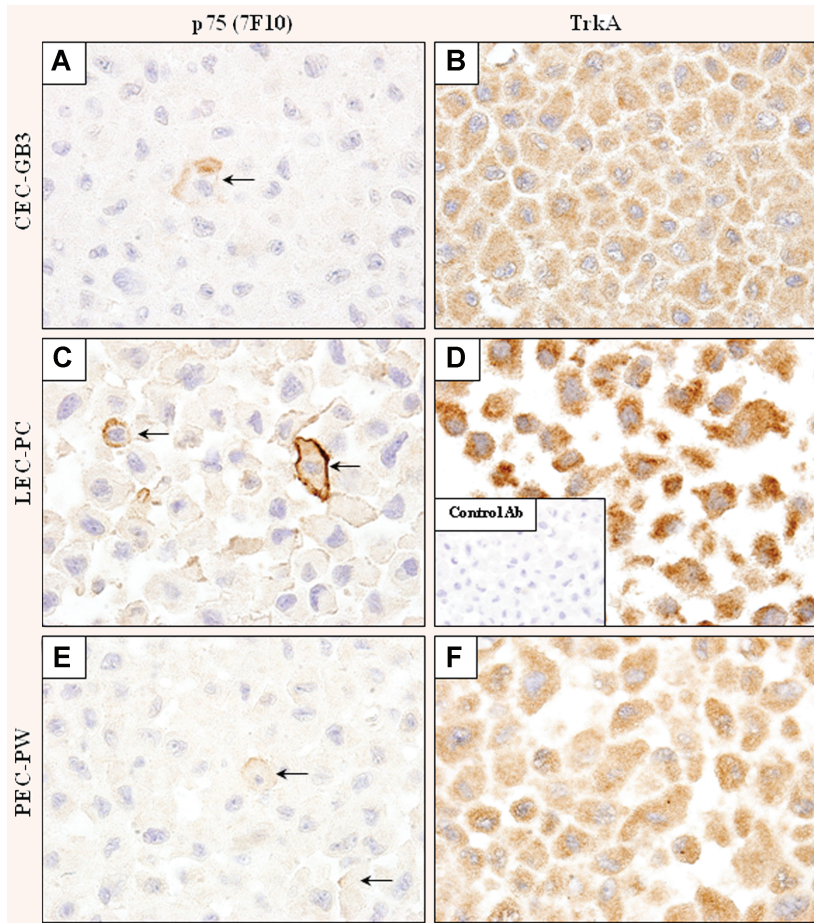 p75 (7F10)
TrkA
CEC-GB3
A
B
LEC-PC
C
D
Control Ab
PEC-PW
E
F